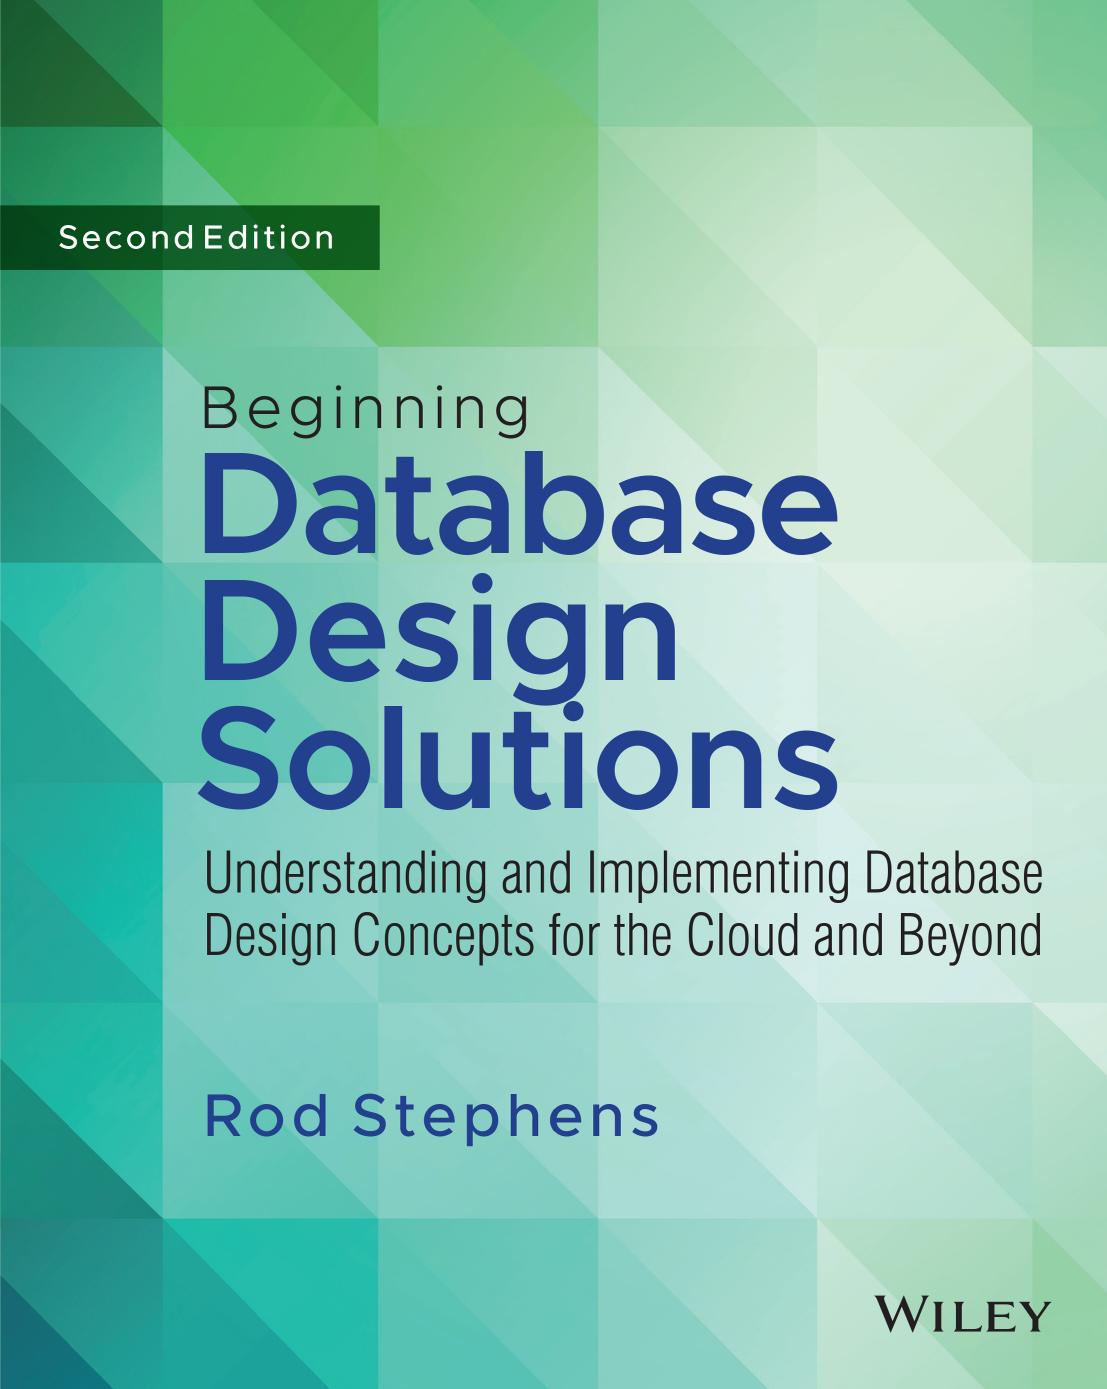 Second Edition
Beginning
Database
Design
Solutions
Understanding and Implementing Database
Design Concepts for the Cloud and Beyond
Rod Stephens
WILEY